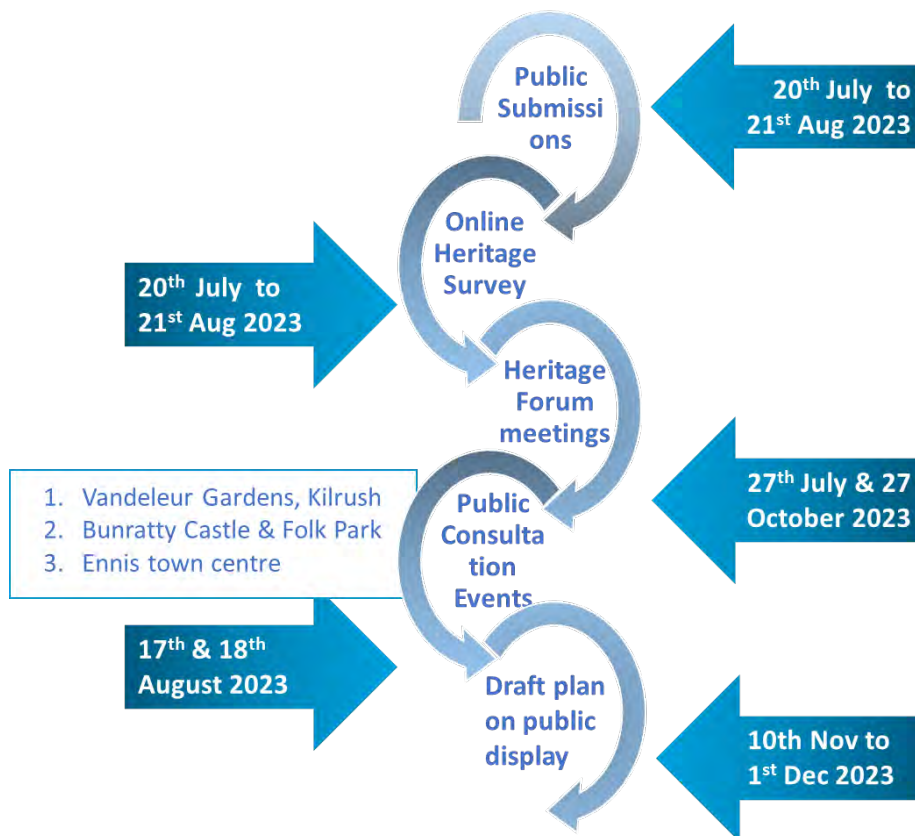 Public
Submissi
ons
20th July to
21st Aug 2023
Online
Heritage
Survey
20th July to
21st Aug 2023
Heritage
Forum
meetings
27th July & 27
October 2023
1. Vandeleur Gardens, Kilrush
2. Bunratty Castle & Folk Park
3. Ennis town centre
Public
Consulta
tion
Events
17th & 18th
August 2023
Draft plan
on public
display
10th Nov to
1st Dec 2023